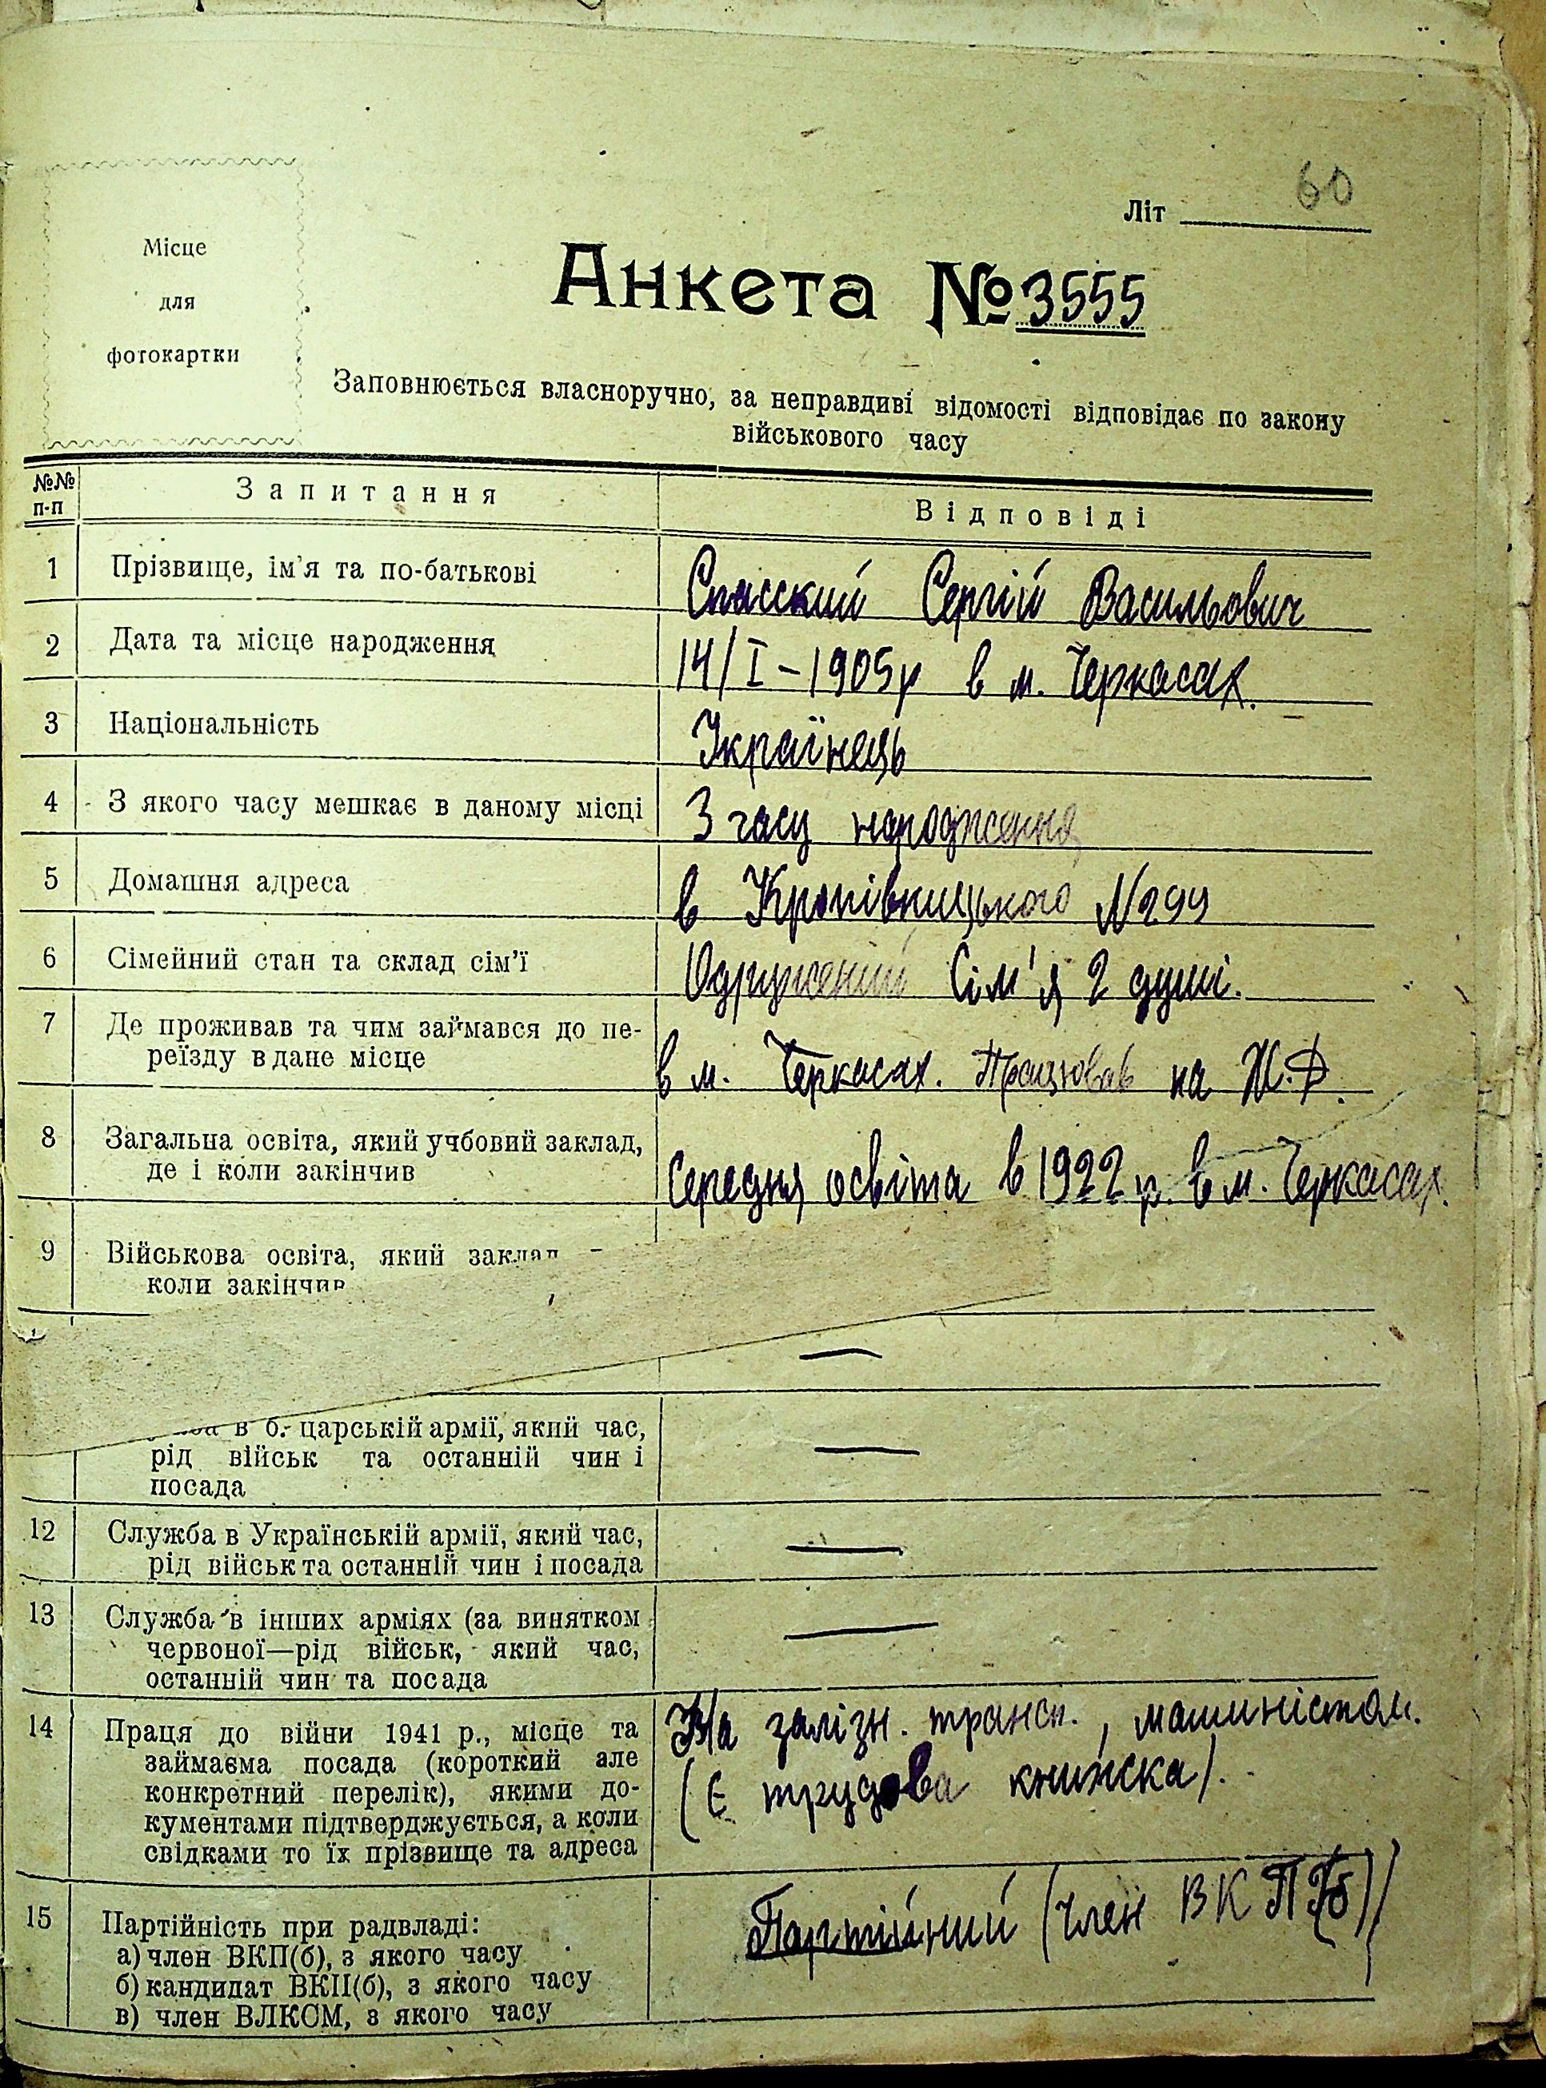 60
Літ
Місце
для
фотокартки
Анкета № 3555
Заповнюється власноручно, за неправдиві відомості відповідає по закону
військового часу
№№ п-п Запитання Відповіді
1 Прізвище, ім'я та по-батькові Спасский Сергій Васильович
2 Дата та місце народження 14/I – 1905р в м. Черкасах.
3 Національність Українець
4 З якого часу мешкає в даному місці З часу народження
5 Домашня адреса в Кропівницького N299
6 Сімейний стан та склад сім'ї Одружений Сім'я 2 душі.
7 Де проживав та чим займався до пе-
реїзду в дане місце в м. Черкасах. Працював на Ж.Д.
8 Загальна освіта, який учбовий заклад,
де і коли закінчив Середня освіта в 1922 р. в м. Черкасах.
9 Військова освіта, який заклад
коли закінчив
—
в б. царській армії, який час,
рід військ та останній чин і —
посада
12 Служба в Українській армії, який час,
рід військ та останній чин і посада —
13 Служба в інших арміях (за винятком
червоної—рід військ, який час, —
останній чин та посада
14 Праця до війни 1941 р., місце та На залізн. трансп., машиністом.
займаєма посада (короткий але
конкретний перелік), якими до- (Є трудова книжка).
кументами підтверджується, а коли
свідками то їх прізвище та адреса
15 Партійність при радвладі: Партійний (член ВКП(б))
а) член ВКП(б), з якого часу
б) кандидат ВКП(б), з якого часу
в) член ВЛКСМ, з якого часу